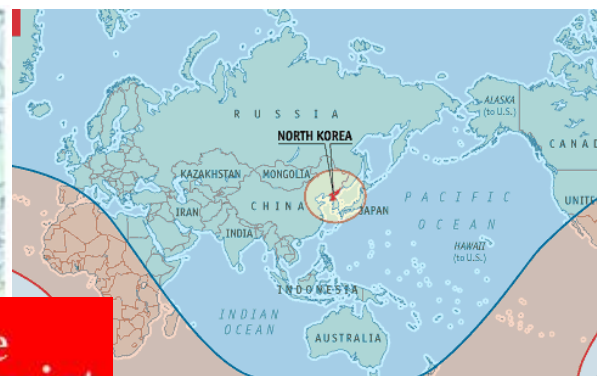 ALASKA
(to U.S.)
RUSSIA
CANAD
NORTH KOREA
KAZAKHSTAN
MONGOLIA
PACIFIC
UNITE
IRAN
CHINA
JAPAN
OCEAN
INDIA
HAWAII
(to U.S.)
INDONESIA
INDIAN
OCEAN
AUSTRALIA